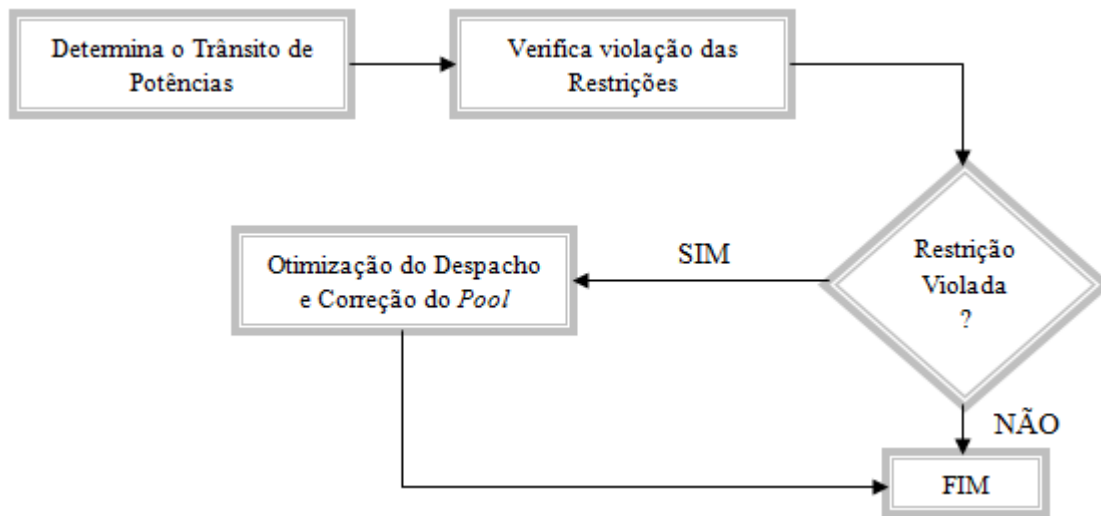 Determina o Trânsito de
Potências
Verifica violação das
Restrições
Restrição
Violada
?
SIM
Otimização do Despacho
e Correção do Pool
NÃO
FIM